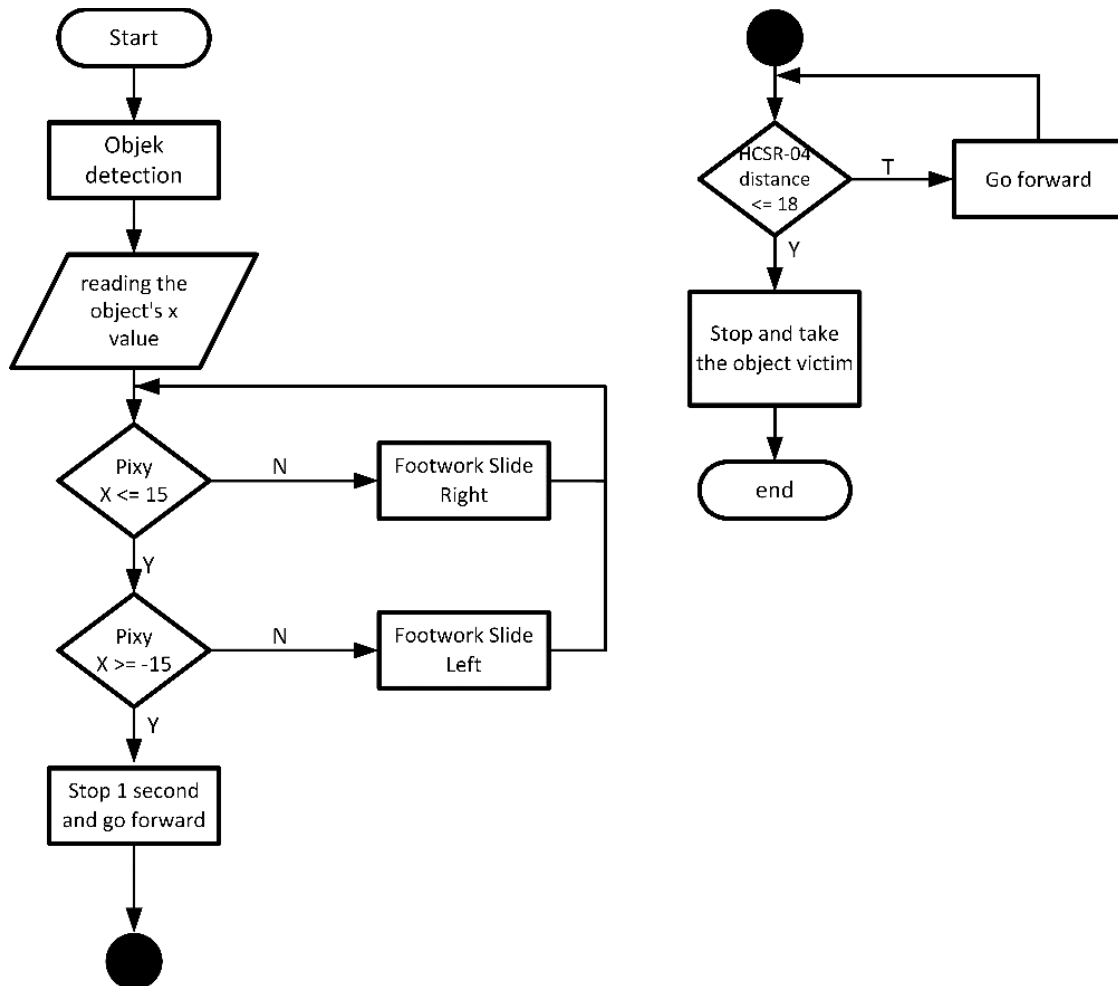 Start
Objek
detection
reading the
object's x
value
Pixy
X <= 15
N
Footwork Slide
Right
Y
Pixy
X >= -15
N
Footwork Slide
Left
Y
Stop 1 second
and go forward
HCSR-04
distance
<= 18
T
Go forward
Y
Stop and take
the object victim
end